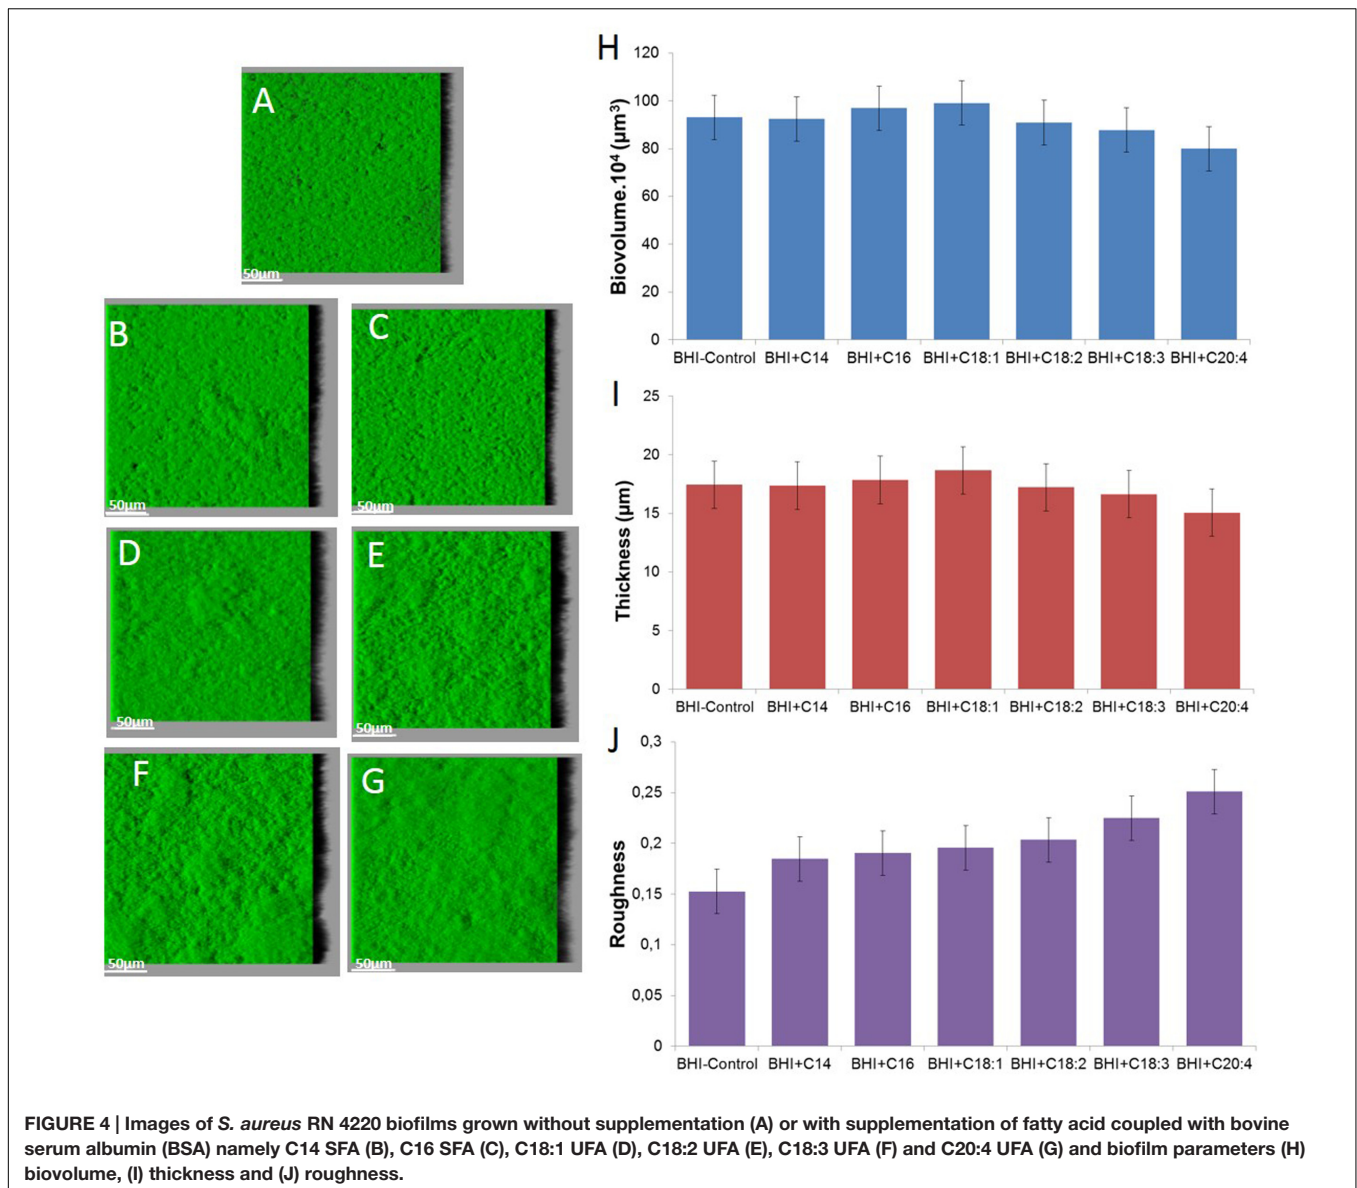 A
50µm
B
50µm
C
50µm
D
50µm
E
50µm
F
50µm
G
50µm
H
Biovolume.10⁴ (µm³)
120
100
80
60
40
20
0
BHI-Control BHI+C14 BHI+C16 BHI+C18:1 BHI+C18:2 BHI+C18:3 BHI+C20:4
I
Thickness (µm)
25
20
15
10
5
0
BHI-Control BHI+C14 BHI+C16 BHI+C18:1 BHI+C18:2 BHI+C18:3 BHI+C20:4
J
Roughness
0,3
0,25
0,2
0,15
0,1
0,05
0
BHI-Control BHI+C14 BHI+C16 BHI+C18:1 BHI+C18:2 BHI+C18:3 BHI+C20:4
FIGURE 4 | Images of S. aureus RN 4220 biofilms grown without supplementation (A) or with supplementation of fatty acid coupled with bovine
serum albumin (BSA) namely C14 SFA (B), C16 SFA (C), C18:1 UFA (D), C18:2 UFA (E), C18:3 UFA (F) and C20:4 UFA (G) and biofilm parameters (H)
biovolume, (I) thickness and (J) roughness.